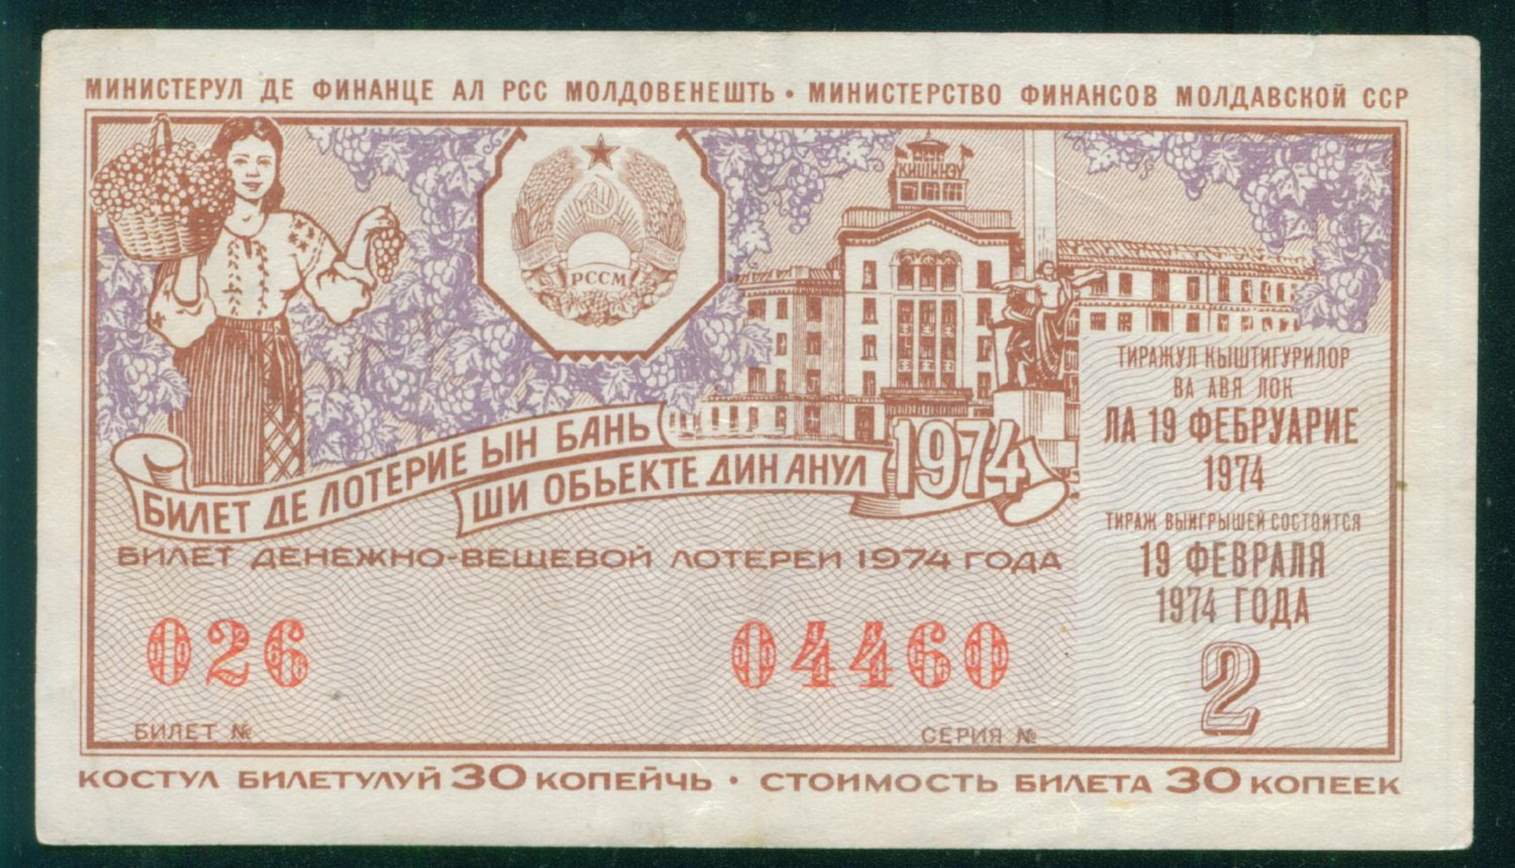 МИНИСТЕРУЛ ДЕ ФИНАНЦЕ АЛ РСС МОЛДОВЕНЕШТЬ • МИНИСТЕРСТВО ФИНАНСОВ МОЛДАВСКОЙ ССР
КИШИНЭУ
РССМ
ТИРАЖУЛ КЫШТИГУРИЛОР
ВА АВЯ ЛОК
ЛА 19 ФЕБРУАРИЕ
1974
БИЛЕТ ДЕ ЛОТЕРИЕ ЫН БАНЬ
ШИ ОБЬЕКТЕ ДИН АНУЛ 1974
ТИРАЖ ВЫИГРЫШЕЙ СОСТОИТСЯ
19 ФЕВРАЛЯ
1974 ГОДА
БИЛЕТ ДЕНЕЖНО-ВЕЩЕВОЙ ЛОТЕРЕИ 1974 ГОДА
026 04460
2
БИЛЕТ № СЕРИЯ №
КОСТУЛ БИЛЕТУЛУЙ 30 КОПЕЙЧЬ • СТОИМОСТЬ БИЛЕТА 30 КОПЕЕК